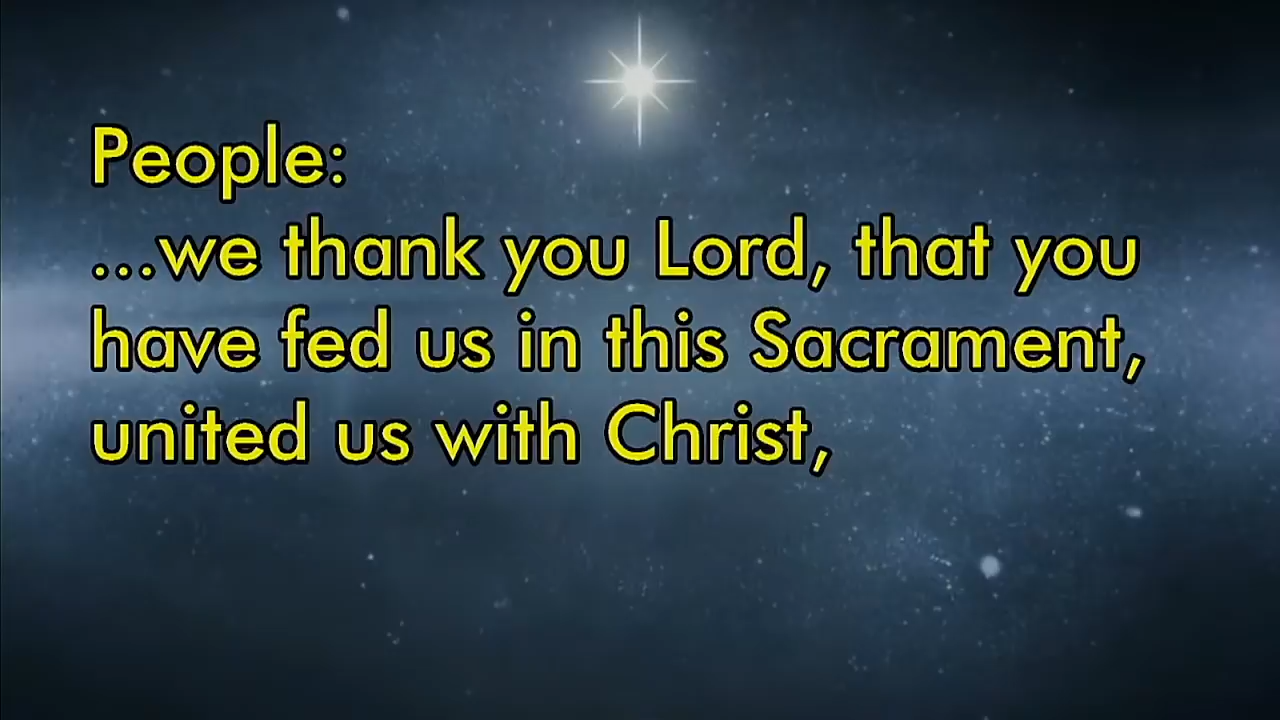 People:
...we thank you Lord, that you
have fed us in this Sacrament,
united us with Christ,